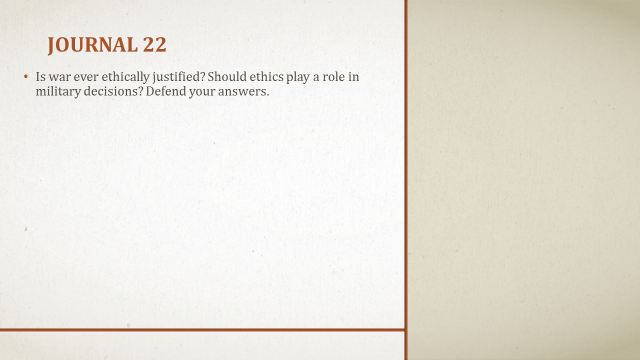 JOURNAL 22
• Is war ever ethically justified? Should ethics play a role in
military decisions? Defend your answers.